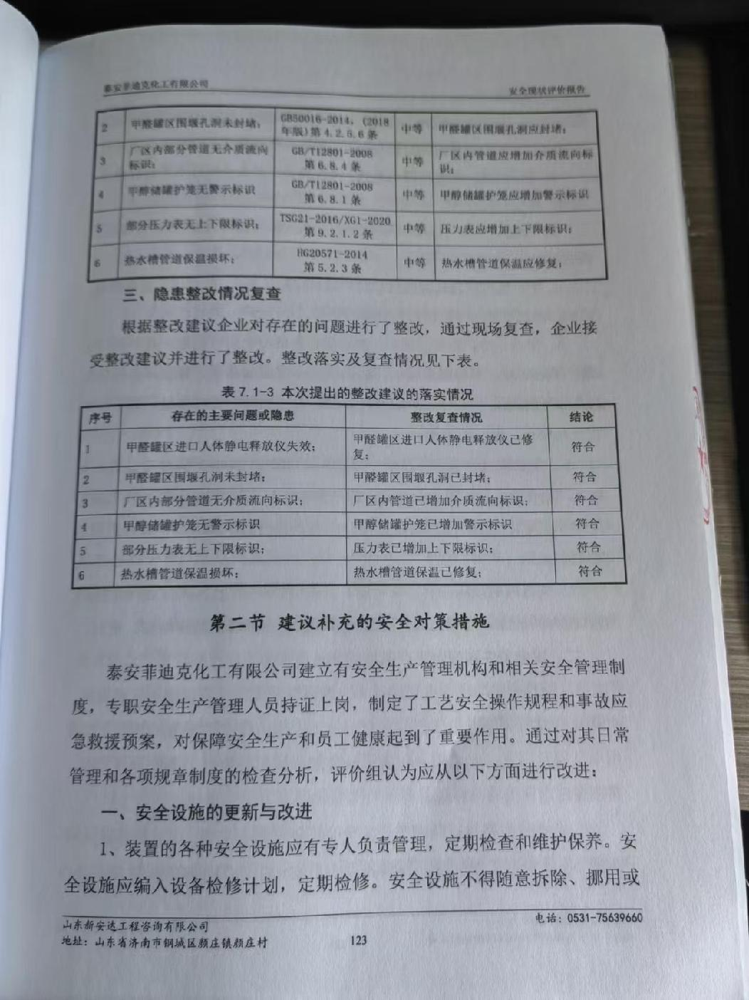 泰安菲迪克化工有限公司
安全现状评价报告
2 甲醛罐区围堰孔洞未封堵； GB50016-2014，（2018年版）第4.2.5.6条 中等 甲醛罐区围堰孔洞应封堵；
3 厂区内部分管道无介质流向标识； GB/T12801-2008 第6.8.4条 中等 厂区内管道应增加介质流向标识；
4 甲醇储罐护笼无警示标识 GB/T12801-2008 第6.8.1条 中等 甲醇储罐护笼应增加警示标识
5 部分压力表无上下限标识； TSG21-2016/XG1-2020 第9.2.1.2条 中等 压力表应增加上下限标识；
6 热水槽管道保温损坏； HG20571-2014 第5.2.3条 中等 热水槽管道保温应修复；
三、隐患整改情况复查
根据整改建议企业对存在的问题进行了整改，通过现场复查，企业接
受整改建议并进行了整改。整改落实及复查情况见下表。
表 7.1-3 本次提出的整改建议的落实情况
序号 存在的主要问题或隐患 整改复查情况 结论
1 甲醛罐区进口人体静电释放仪失效； 甲醛罐区进口人体静电释放仪已修复； 符合
2 甲醛罐区围堰孔洞未封堵； 甲醛罐区围堰孔洞已封堵； 符合
3 厂区内部分管道无介质流向标识； 厂区内管道已增加介质流向标识； 符合
4 甲醇储罐护笼无警示标识 甲醇储罐护笼已增加警示标识 符合
5 部分压力表无上下限标识； 压力表已增加上下限标识； 符合
6 热水槽管道保温损坏； 热水槽管道保温已修复； 符合
第二节 建议补充的安全对策措施
泰安菲迪克化工有限公司建立有安全生产管理机构和相关安全管理制
度，专职安全生产管理人员持证上岗，制定了工艺安全操作规程和事故应
急救援预案，对保障安全生产和员工健康起到了重要作用。通过对其日常
管理和各项规章制度的检查分析，评价组认为应从以下方面进行改进：
一、安全设施的更新与改进
1、装置的各种安全设施应有专人负责管理，定期检查和维护保养。安
全设施应编入设备检修计划，定期检修。安全设施不得随意拆除、挪用或
山东新安达工程咨询有限公司 电话：0531-75639660
地址：山东省济南市钢城区颜庄镇颜庄村 123